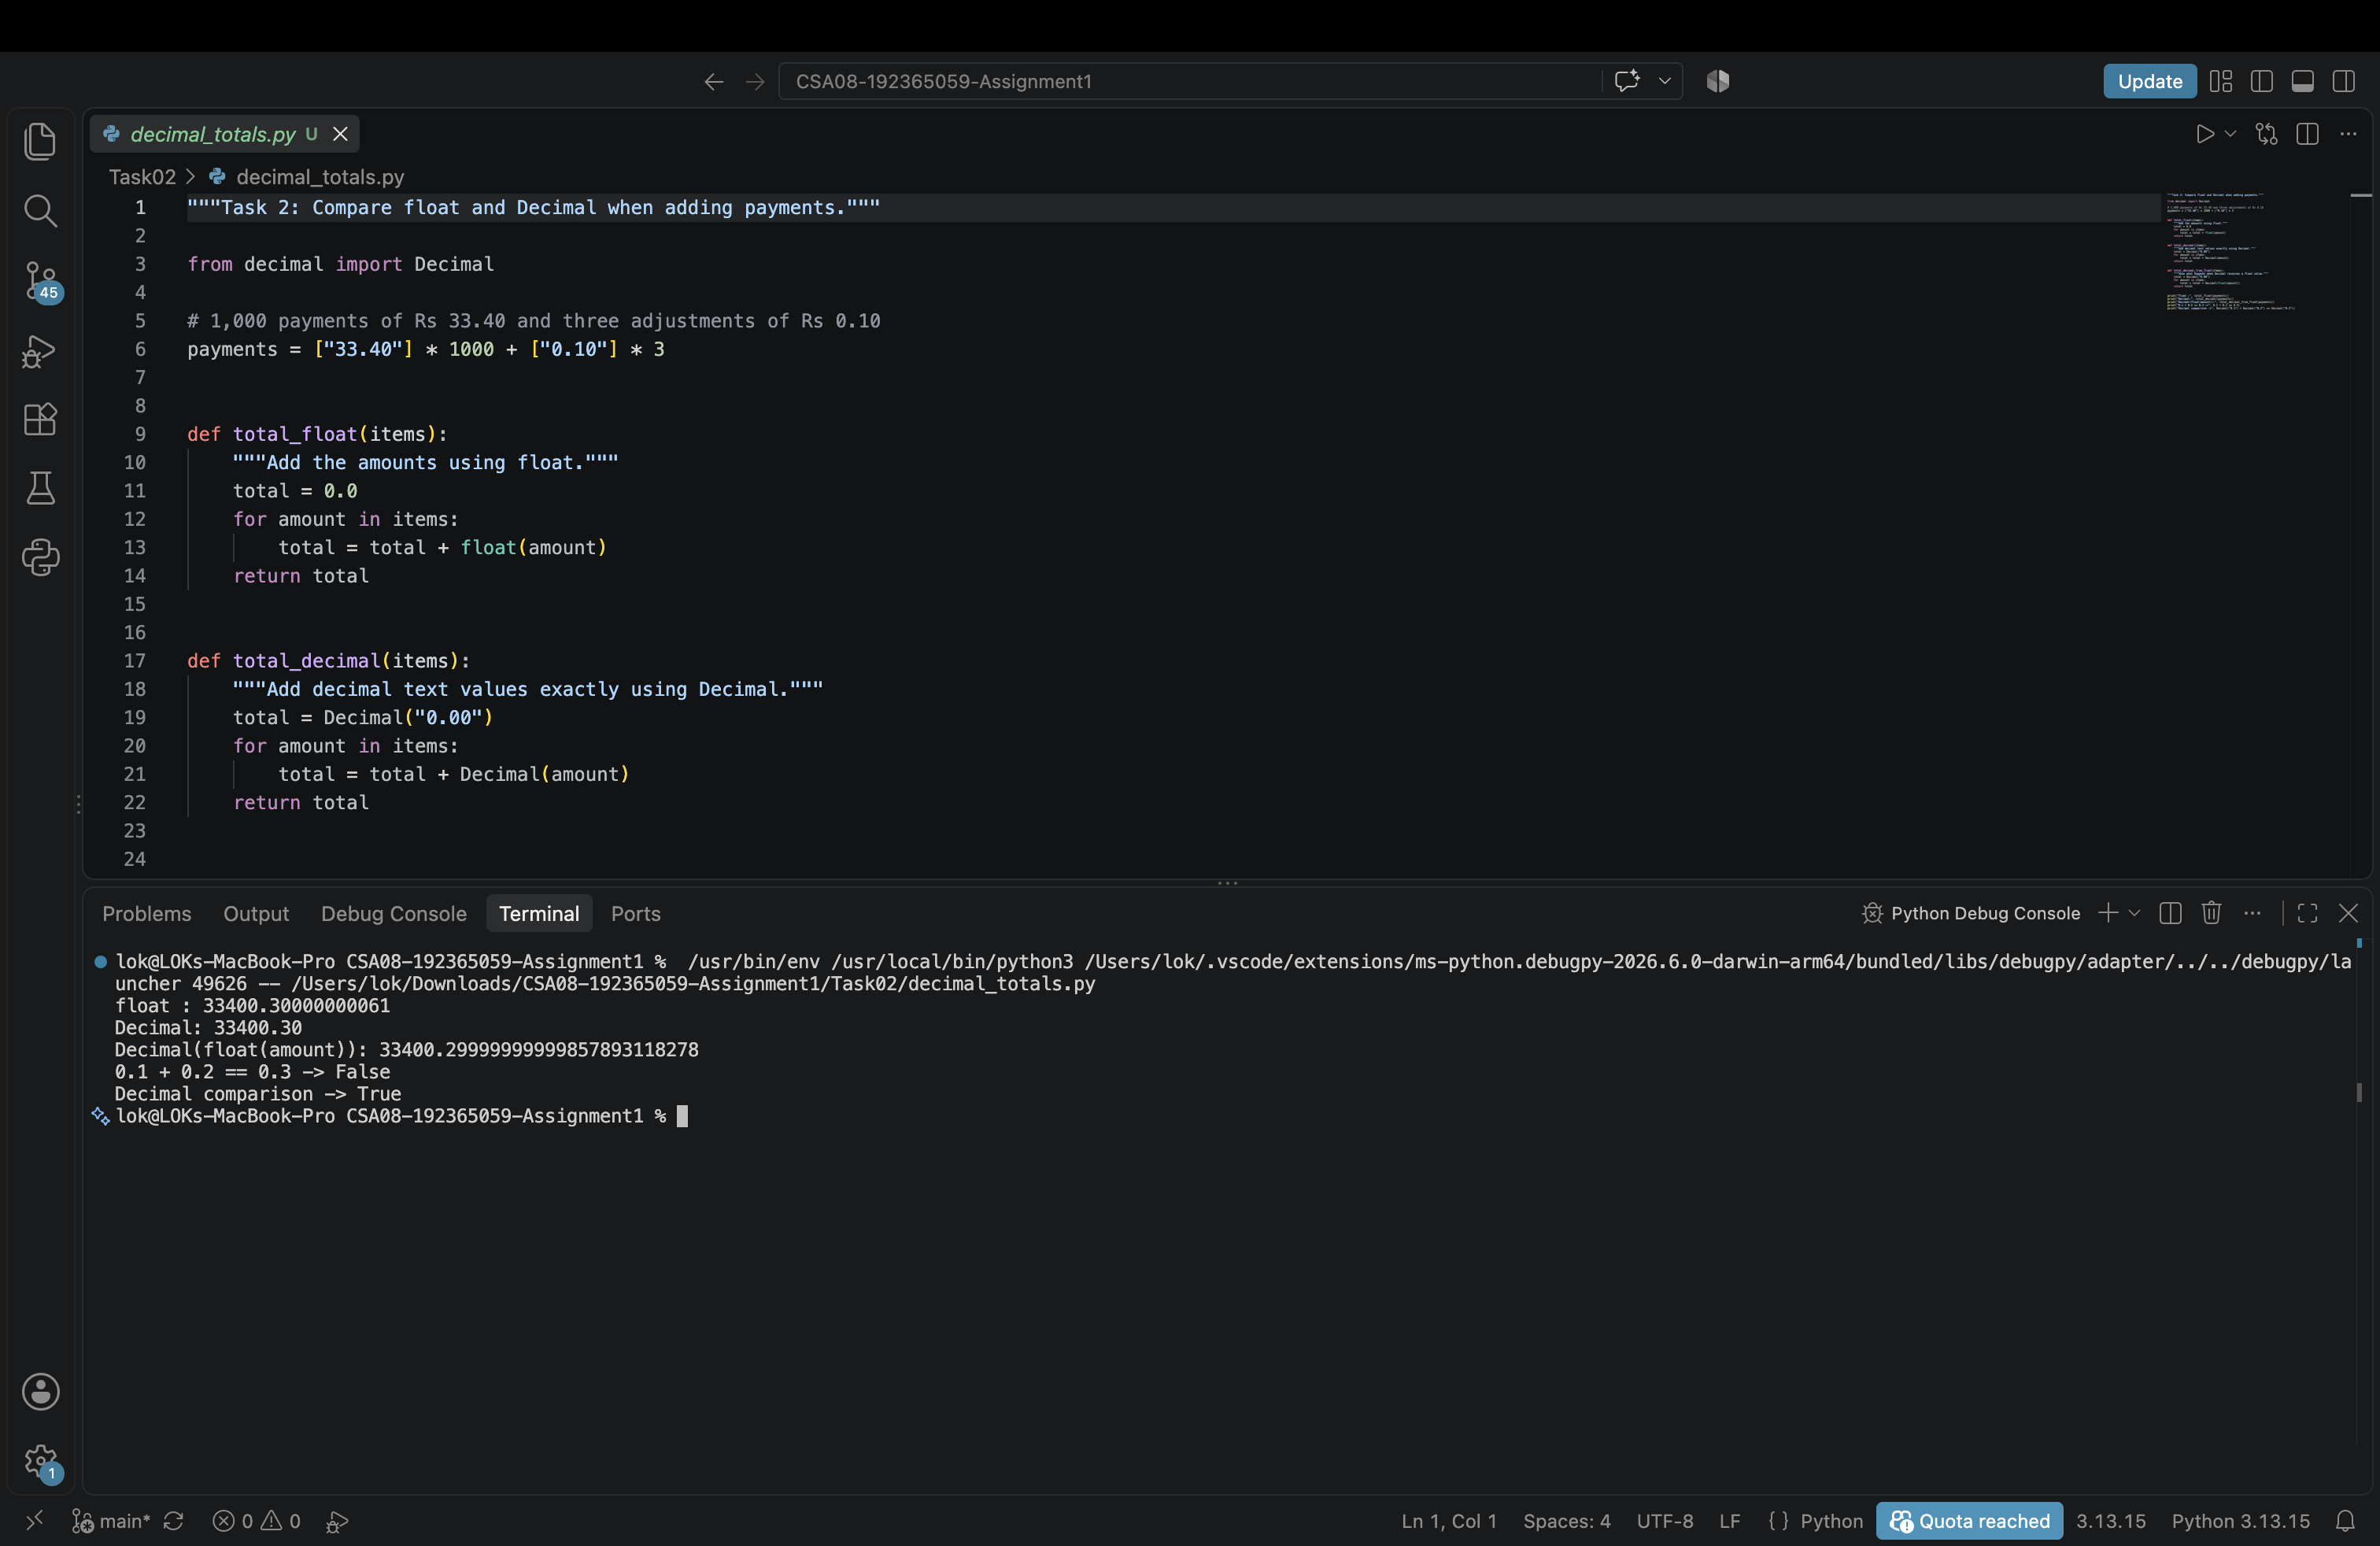 CSA08-192365059-Assignment1
Update
decimal_totals.py U
Task02 > decimal_totals.py
1 """Task 2: Compare float and Decimal when adding payments."""
2
3 from decimal import Decimal
4
5 # 1,000 payments of Rs 33.40 and three adjustments of Rs 0.10
6 payments = ["33.40"] * 1000 + ["0.10"] * 3
7
8
9 def total_float(items):
10 """Add the amounts using float."""
11 total = 0.0
12 for amount in items:
13 total = total + float(amount)
14 return total
15
16
17 def total_decimal(items):
18 """Add decimal text values exactly using Decimal."""
19 total = Decimal("0.00")
20 for amount in items:
21 total = total + Decimal(amount)
22 return total
23
24
45
Problems Output Debug Console Terminal Ports
Python Debug Console
lok@LOKs-MacBook-Pro CSA08-192365059-Assignment1 % /usr/bin/env /usr/local/bin/python3 /Users/lok/.vscode/extensions/ms-python.debugpy-2026.6.0-darwin-arm64/bundled/libs/debugpy/adapter/../../debugpy/la
uncher 49626 -- /Users/lok/Downloads/CSA08-192365059-Assignment1/Task02/decimal_totals.py
float : 33400.30000000061
Decimal: 33400.30
Decimal(float(amount)): 33400.29999999999857893118278
0.1 + 0.2 == 0.3 -> False
Decimal comparison -> True
lok@LOKs-MacBook-Pro CSA08-192365059-Assignment1 %
1
main* 0 0
Ln 1, Col 1 Spaces: 4 UTF-8 LF { } Python Quota reached 3.13.15 Python 3.13.15